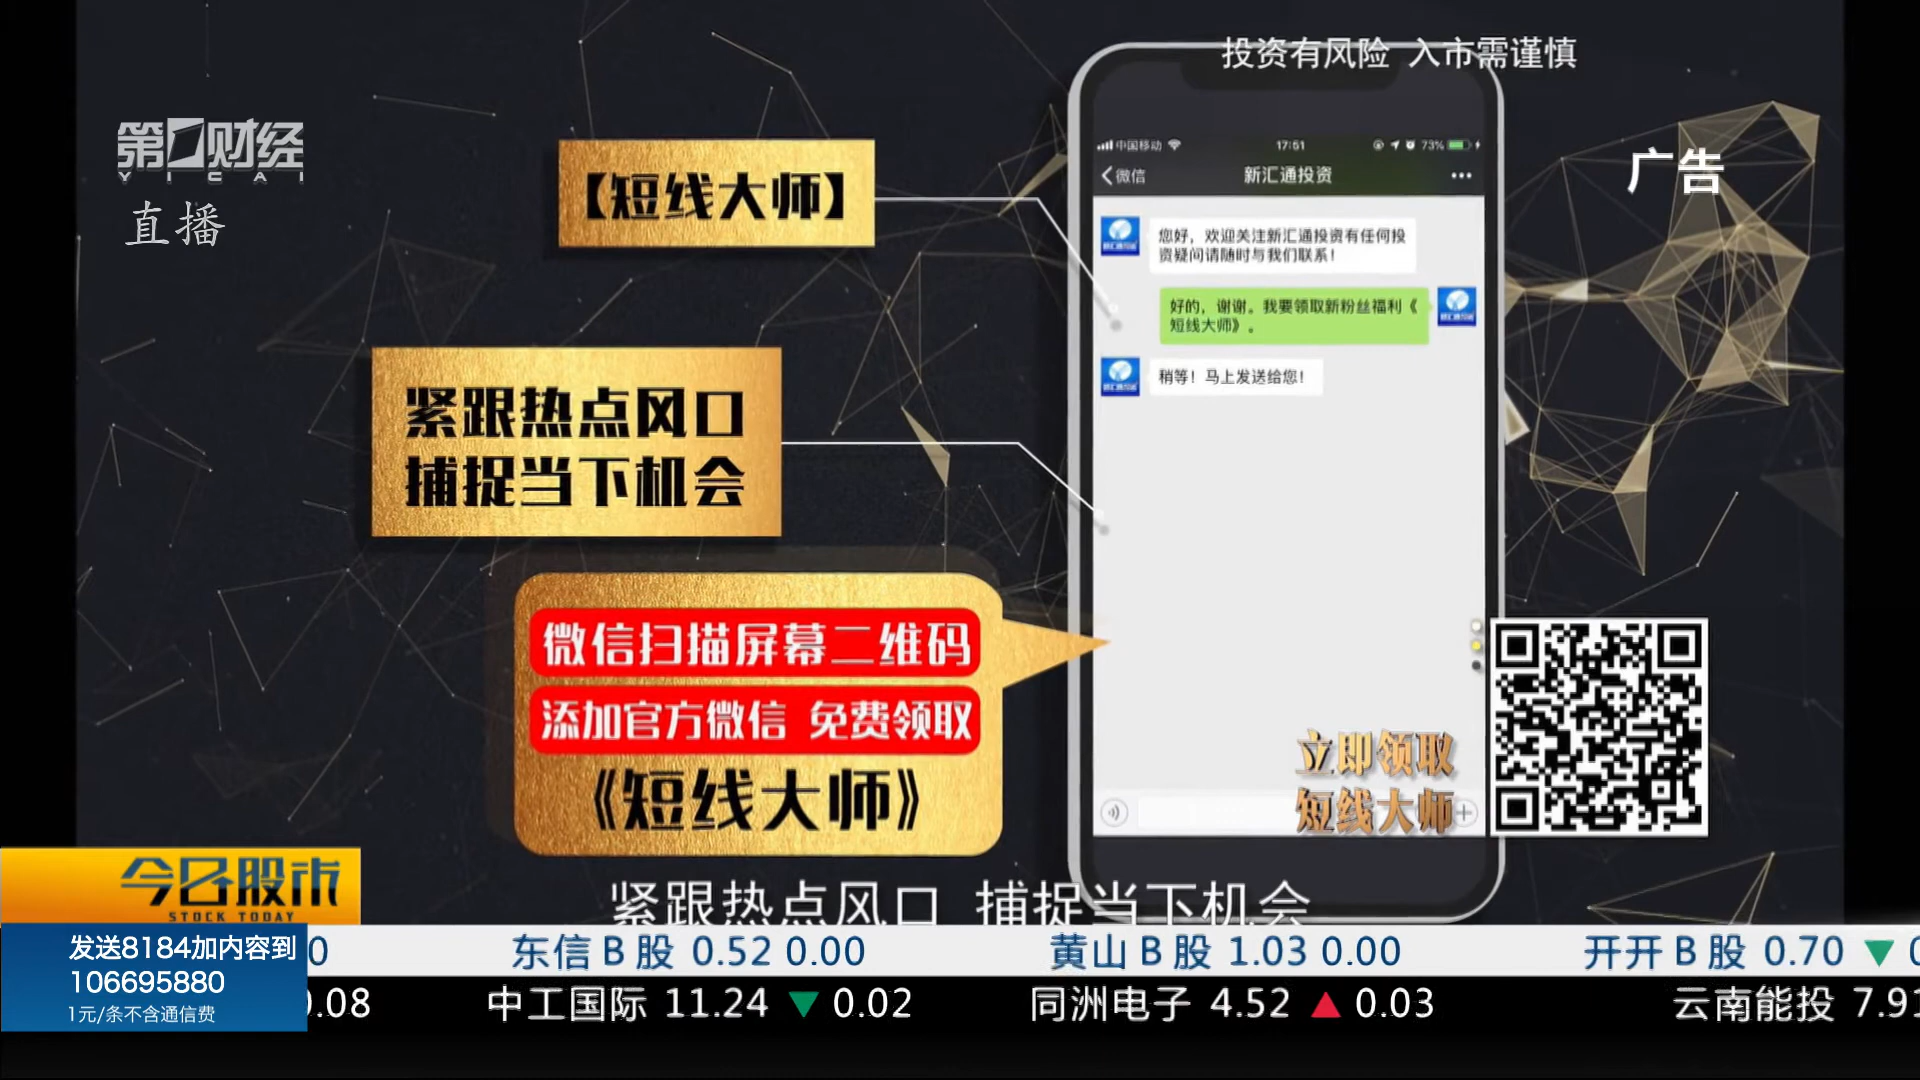 投资有风险 入市需谨慎
第一财经
YICAI
直播
广告
【短线大师】
紧跟热点风口
捕捉当下机会
微信扫描屏幕二维码
添加官方微信 免费领取
《短线大师》
中国移动 17:51 73%
微信 新汇通投资
您好，欢迎关注新汇通投资有任何投
资疑问请随时与我们联系！
好的，谢谢。我要领取新粉丝福利《
短线大师》。
稍等！马上发送给您！
立即领取
短线大师
紧跟热点风口 捕捉当下机会
今日股市
STOCK TODAY
发送8184加内容到
106695880
1元/条不含通信费
0 东信B股 0.52 0.00 黄山B股 1.03 0.00 开开B股 0.70 ▼
0.08 中工国际 11.24 ▼ 0.02 同洲电子 4.52 ▲ 0.03 云南能投 7.91